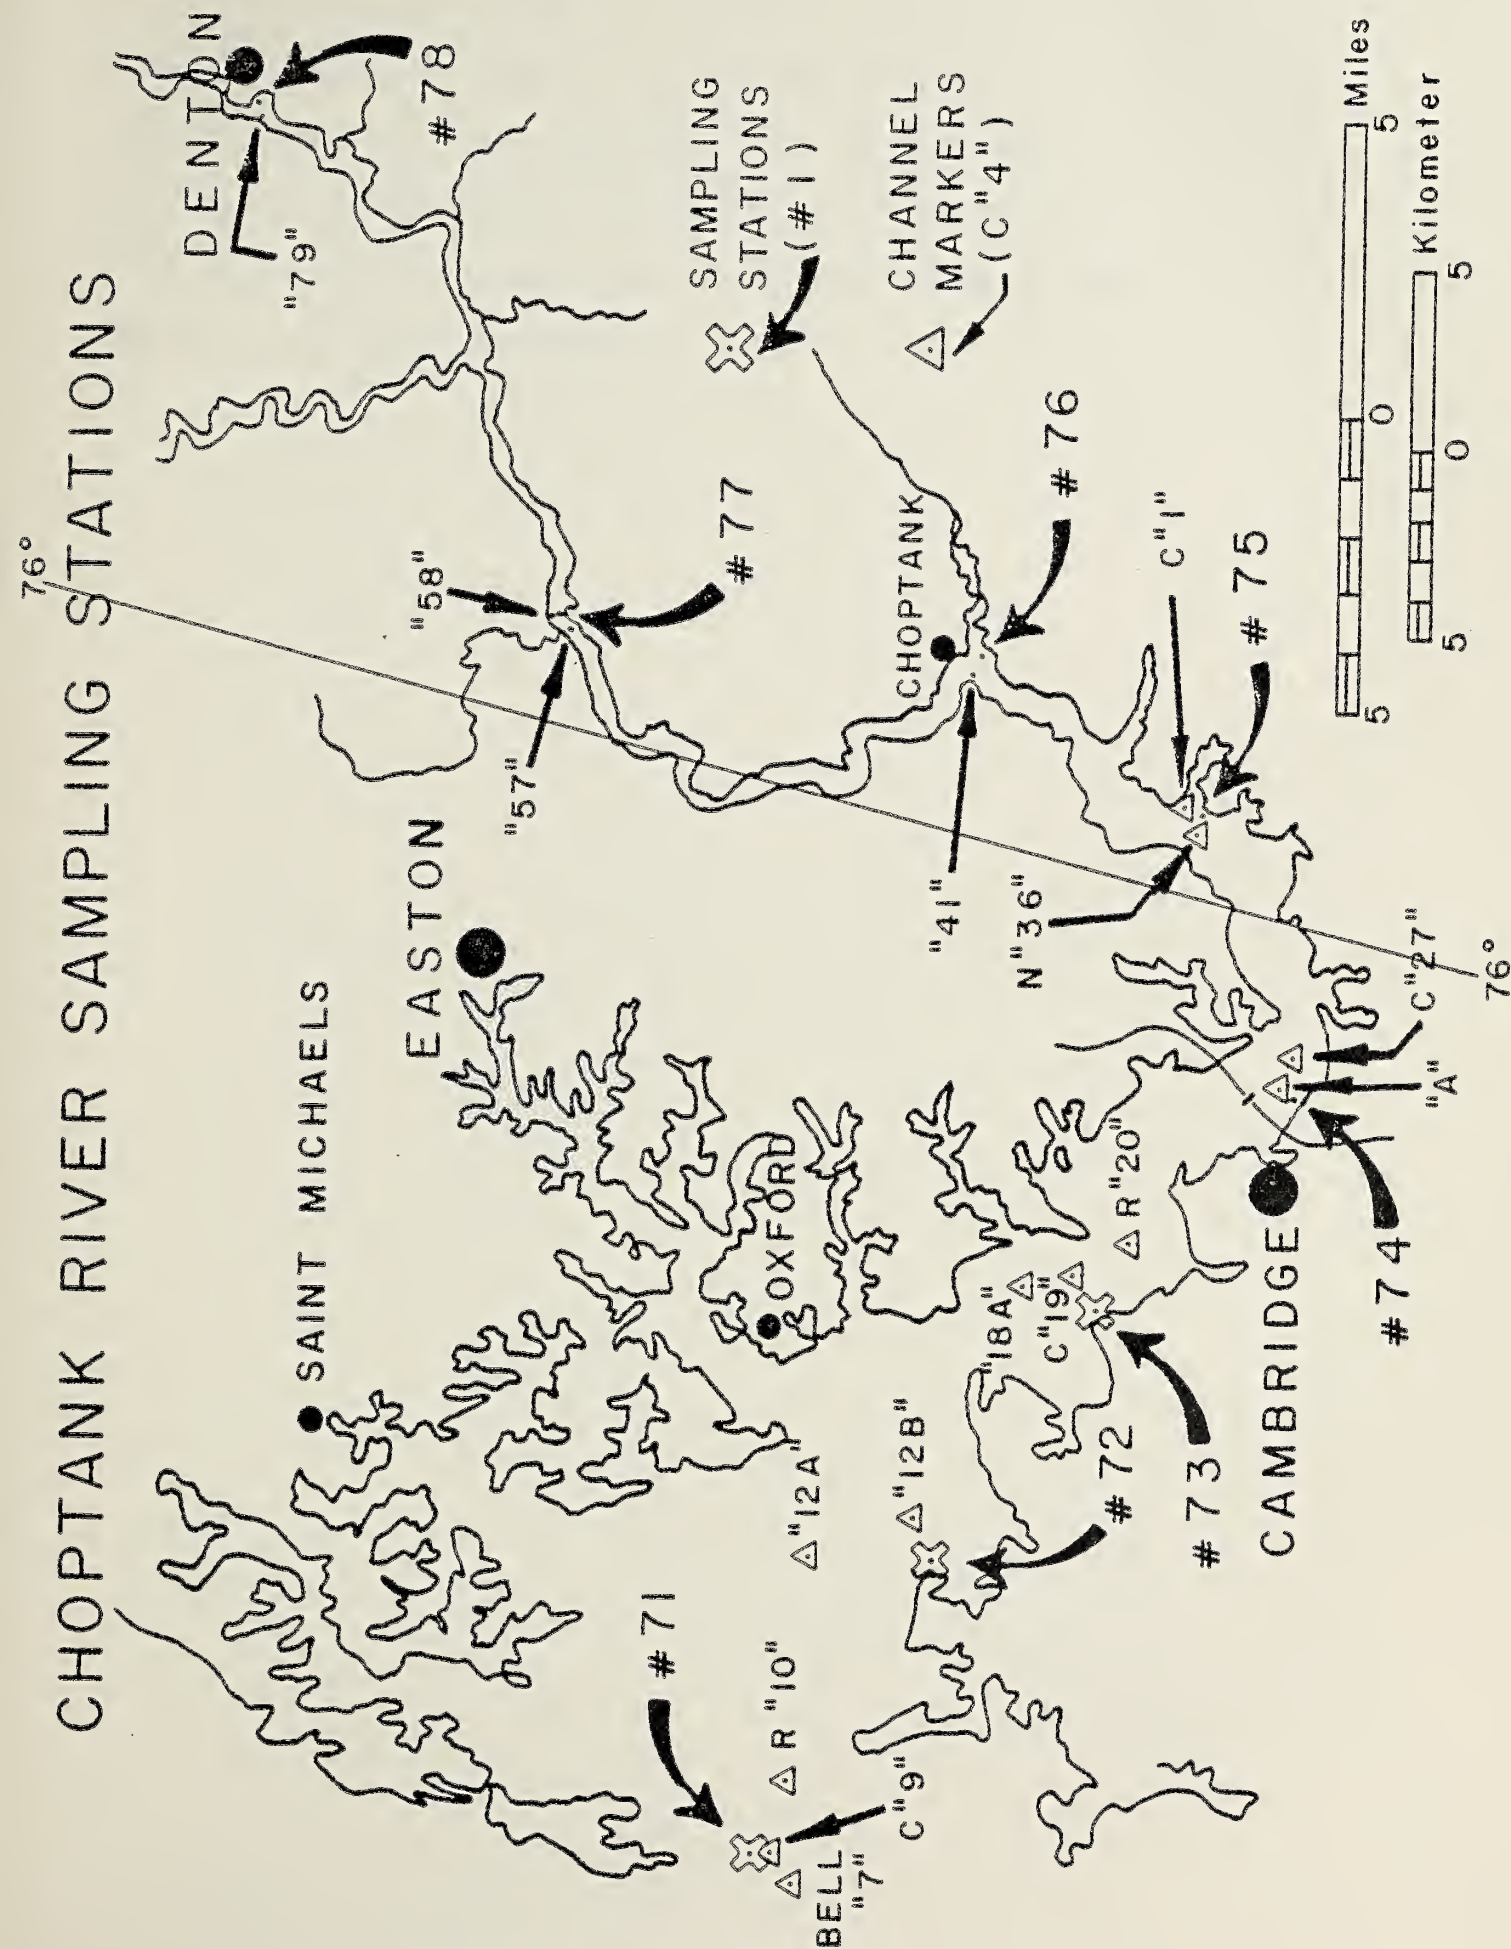 CHOPTANK RIVER SAMPLING STATIONS
76°
DENTON
"79"
#78
SAINT MICHAELS
EASTON
"58"
"57"
#77
SAMPLING
STATIONS
(#1)
CHANNEL
MARKERS
(C"4")
OXFORD
CHOPTANK
#76
"41"
N"36"
C"1"
#75
#71
R"10"
BELL
"7"
C"9"
"12A"
"12B"
#72
"18A"
C"19"
R"20"
#73
CAMBRIDGE
#74
"A"
C"27"
76°
5
0
5
Miles
5
0
5
Kilometer